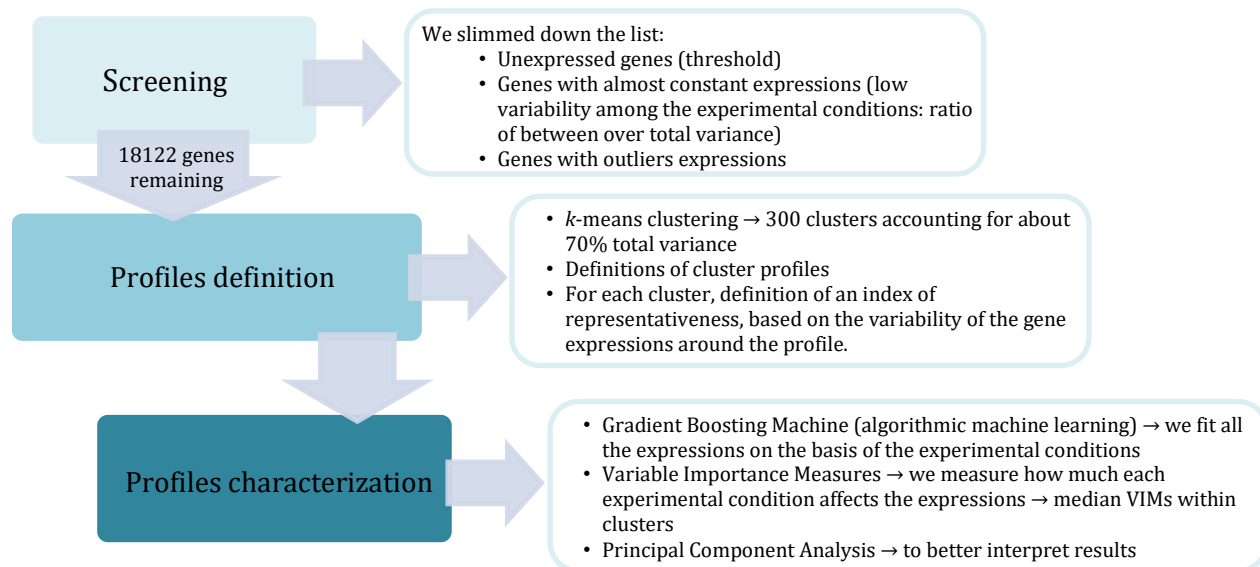 Screening
We slimmed down the list:
• Unexpressed genes (threshold)
• Genes with almost constant expressions (low
variability among the experimental conditions: ratio
of between over total variance)
• Genes with outliers expressions
18122 genes
remaining
Profiles definition
• k-means clustering → 300 clusters accounting for about
70% total variance
• Definitions of cluster profiles
• For each cluster, definition of an index of
representativeness, based on the variability of the gene
expressions around the profile.
Profiles characterization
• Gradient Boosting Machine (algorithmic machine learning) → we fit all
the expressions on the basis of the experimental conditions
• Variable Importance Measures → we measure how much each
experimental condition affects the expressions → median VIMs within
clusters
• Principal Component Analysis → to better interpret results